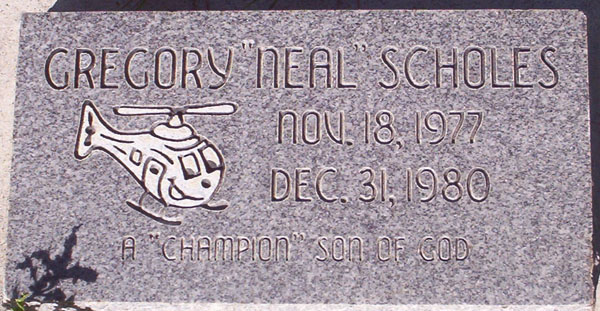 GREGORY "NEAL" SCHOLES
NOV. 18, 1977
DEC. 31, 1980
A "CHAMPION" SON OF GOD